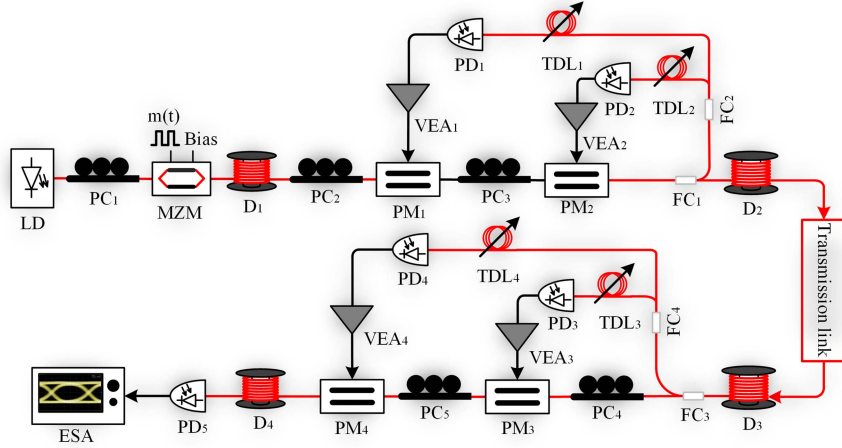 PD₁
TDL₁
m(t)
Bias
VEA₁
PD₂
TDL₂
VEA₂
FC₂
LD
PC₁
MZM
D₁
PC₂
PM₁
PC₃
PM₂
FC₁
D₂
Transmission link
PD₄
TDL₄
VEA₄
PD₃
TDL₃
VEA₃
FC₄
ESA
PD₅
D₄
PM₄
PC₅
PM₃
PC₄
FC₃
D₃